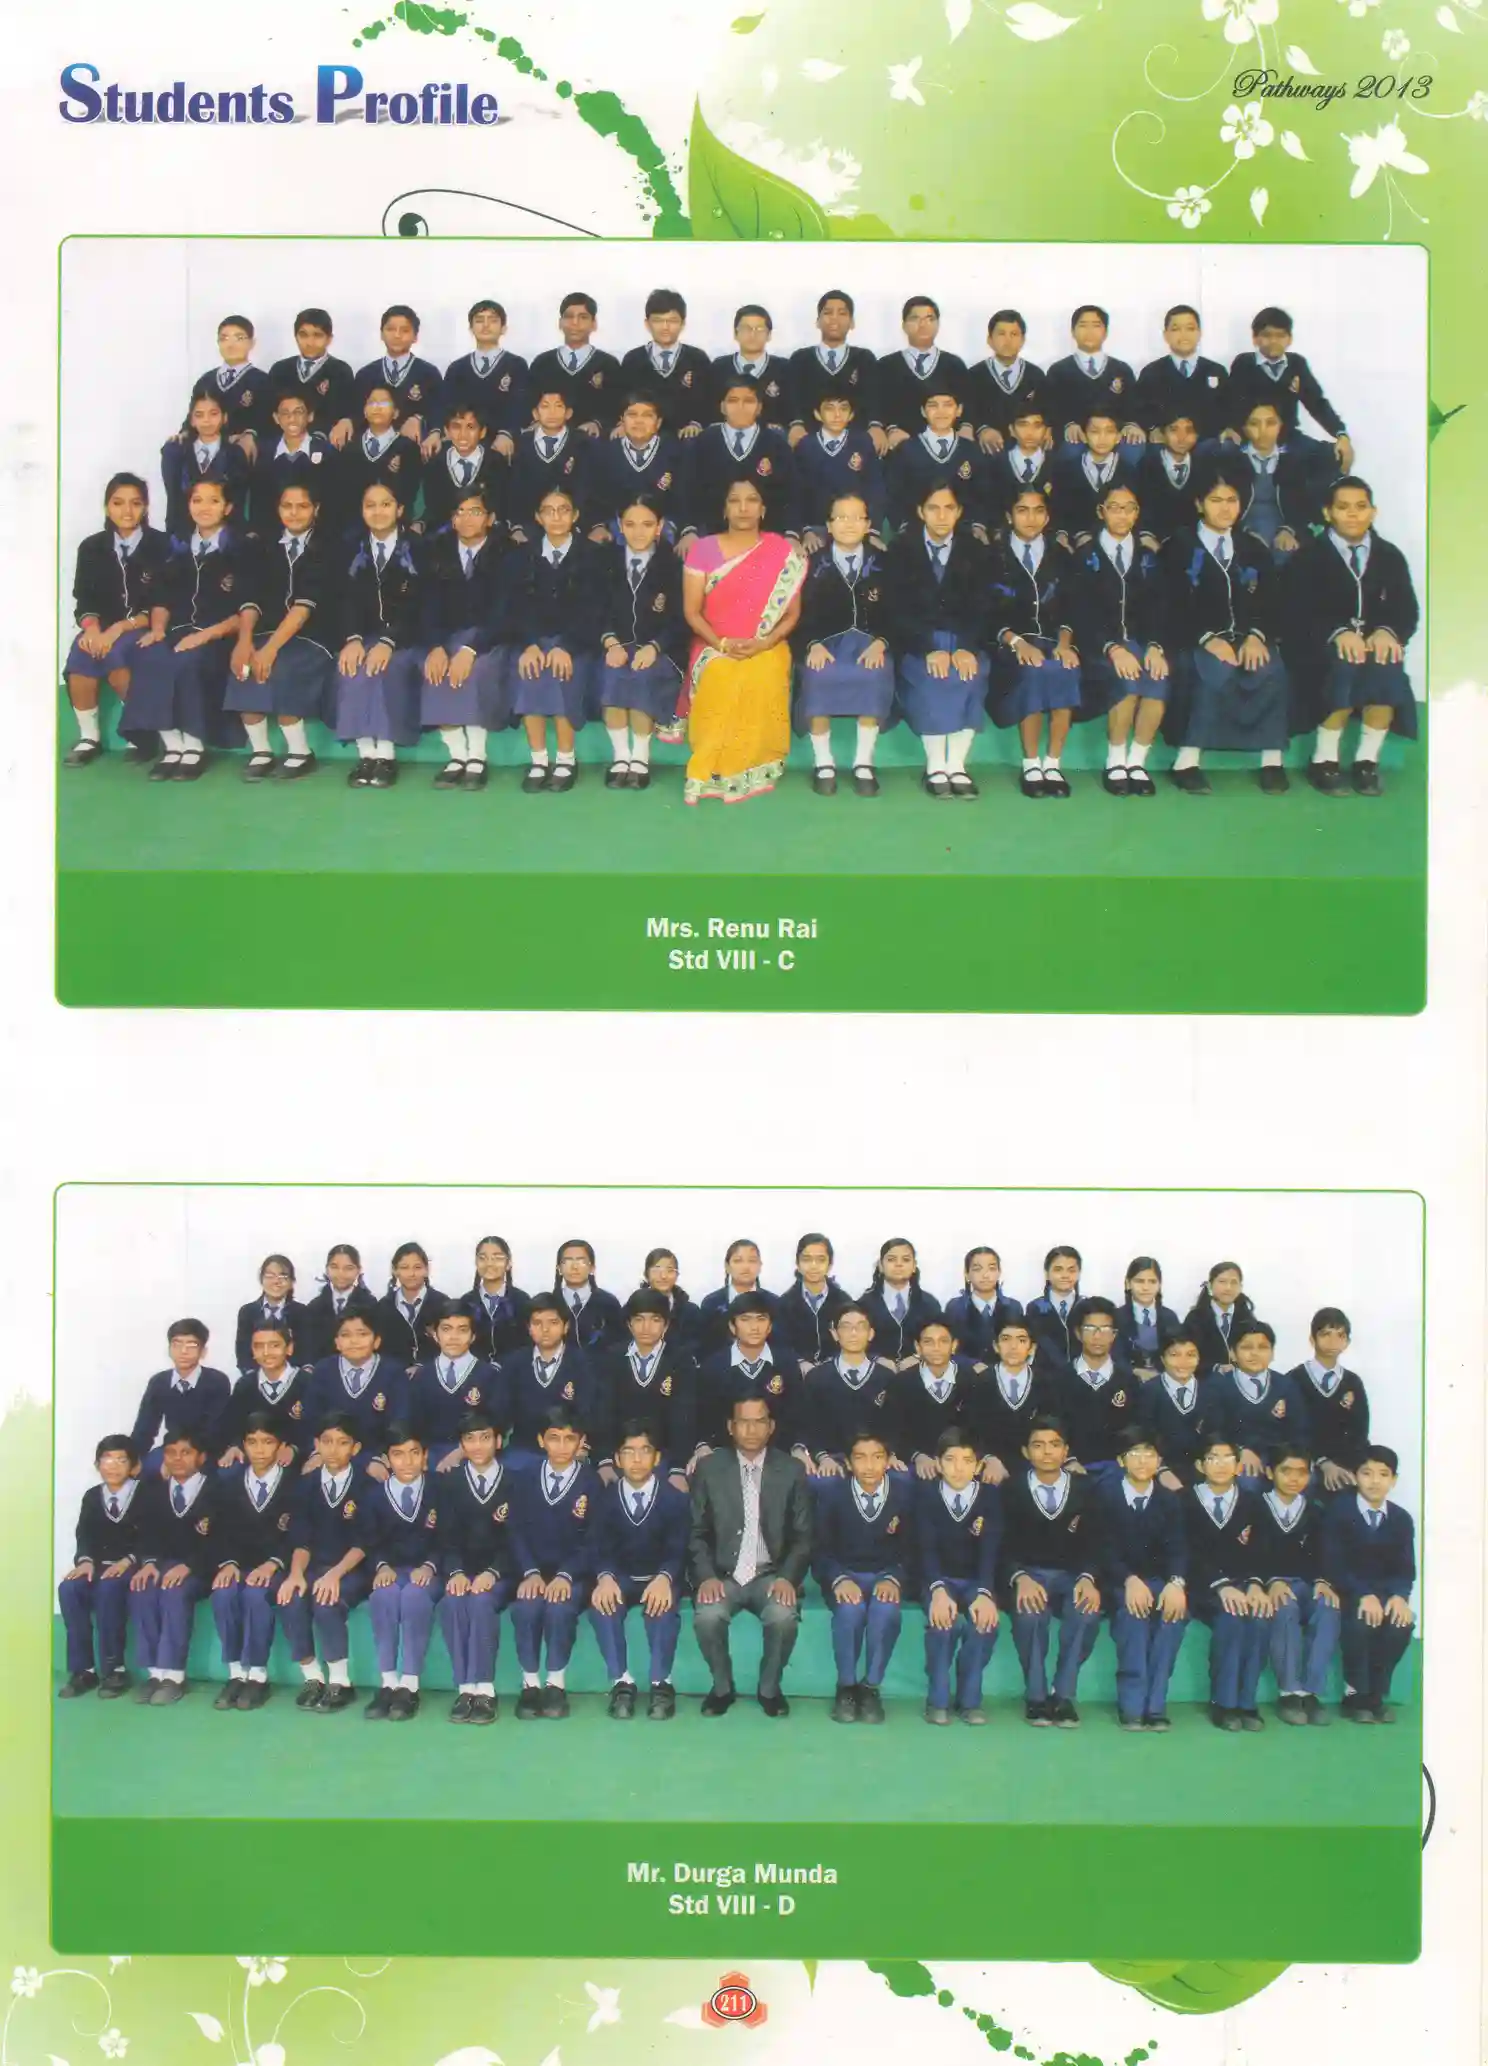 Students Profile
Pathways 2013
Mrs. Renu Rai
Std VIII - C
Mr. Durga Munda
Std VIII - D
211